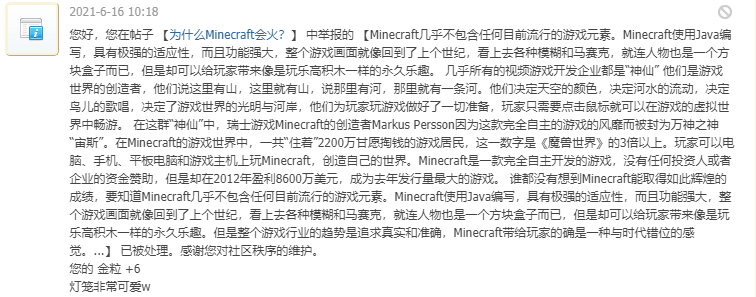 2021-6-16 10:18
您好，您在帖子 【为什么Minecraft会火？】 中举报的 【Minecraft几乎不包含任何目前流行的游戏元素。Minecraft使用Java编
写，具有极强的适应性，而且功能强大，整个游戏画面就像回到了上个世纪，看上去各种模糊和马赛克，就连人物也是一个方
块盒子而已，但是却可以给玩家带来像是玩乐高积木一样的永久乐趣。 几乎所有的视频游戏开发企业都是“神仙” 他们是游戏
世界的创造者，他们说这里有山，这里就有山，说那里有河，那里就有一条河。他们决定天空的颜色，决定河水的流动，决定
鸟儿的歌唱，决定了游戏世界的光明与河岸，他们为玩家玩游戏做好了一切准备，玩家只需要点击鼠标就可以在游戏的虚拟世
界中畅游。 在这群“神仙”中，瑞士游戏Minecraft的创造者Markus Persson因为这款完全自主的游戏的风靡而被封为万神之神
“宙斯”。在Minecraft的游戏世界中，一共“住着”2200万甘愿掏钱的游戏居民，这一数字是《魔兽世界》的3倍以上。玩家可以用电
脑、手机、平板电脑和游戏主机上玩Minecraft，创造自己的世界。Minecraft是一款完全自主开发的游戏，没有任何投资人或者
企业的资金赞助，但是却在2012年盈利8600万美元，成为去年发行量最大的游戏。 谁都没有想到Minecraft能取得如此辉煌的
成绩，要知道Minecraft几乎不包含任何目前流行的游戏元素。Minecraft使用Java编写，具有极强的适应性，而且功能强大，整
个游戏画面就像回到了上个世纪，看上去各种模糊和马赛克，就连人物也是一个方块盒子而已，但是却可以给玩家带来像是玩
乐高积木一样的永久乐趣。但是整个游戏行业的趋势是追求真实和准确，Minecraft带给玩家的确是一种与时代错位的感
觉。...】 已被处理。感谢您对社区秩序的维护。
您的 金粒 +6
灯笼非常可爱w